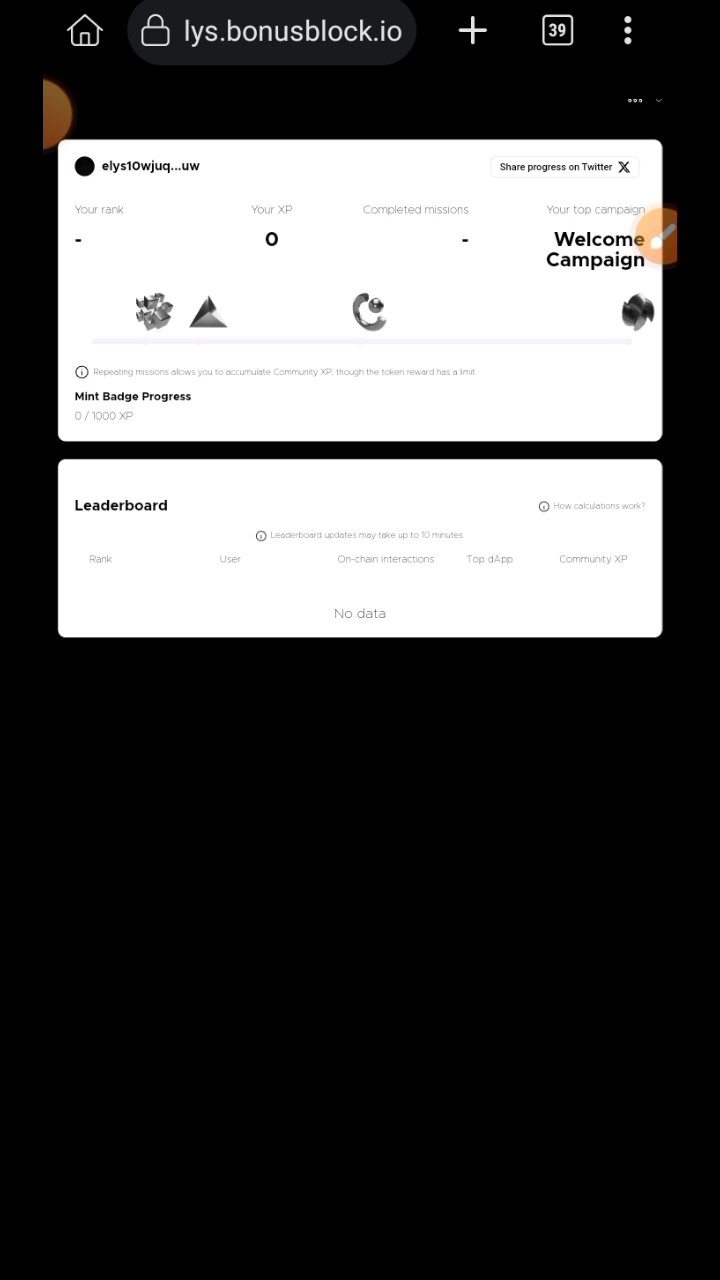 lys.bonusblock.io
39
elys10wjuq...uw
Share progress on Twitter X
Your rank Your XP Completed missions Your top campaign
- 0 - Welcome
Campaign
Repeating missions allows you to accumulate Community XP, though the token reward has a limit.
Mint Badge Progress
0 / 1000 XP
Leaderboard
How calculations work?
Leaderboard updates may take up to 10 minutes.
Rank User On-chain interactions Top dApp Community XP
No data